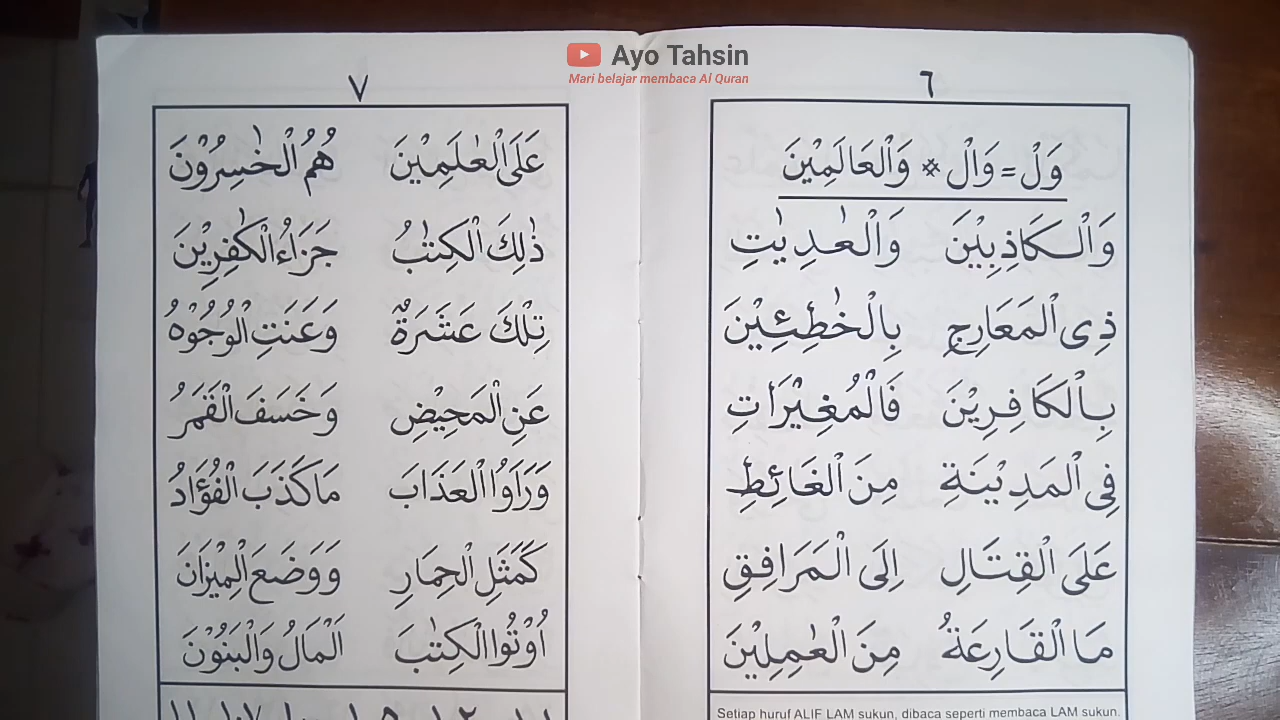 Ayo Tahsin
Mari belajar membaca Al Quran
٦
وَلْ = وَالْ * وَالْعَالَمِيْنَ
وَالْكَاذِبِيْنَ وَالْعٰدِيٰتِ
ذِى الْمَعَارِجِ بِالْخٰطِئِيْنَ
بِالْكَافِرِيْنَ فَالْمُغِيْرَاتِ
فِى الْمَدِيْنَةِ مِنَ الْغَائِطِ
عَلَى الْقِتَالِ اِلَى الْمَرَافِقِ
مَا الْقَارِعَةُ مِنَ الْعٰمِلِيْنَ
Setiap huruf ALIF LAM sukun, dibaca seperti membaca LAM sukun.
٧
عَلَى الْعٰلَمِيْنَ هُمُ الْخٰسِرُوْنَ
ذٰلِكَ الْكِتٰبُ جَزَاءُ الْكٰفِرِيْنَ
تِلْكَ عَشَرَةٌ وَعَنَتِ الْوُجُوْهُ
عَنِ الْمَحِيْضِ وَخَسَفَ الْقَمَرُ
وَرَاَوُا الْعَذَابَ مَا كَذَبَ الْفُؤَادُ
كَمَثَلِ الْحِمَارِ وَوَضَعَ الْمِيْزَانَ
اُوْتُوا الْكِتٰبَ اَلْمَالُ وَالْبَنُوْنَ